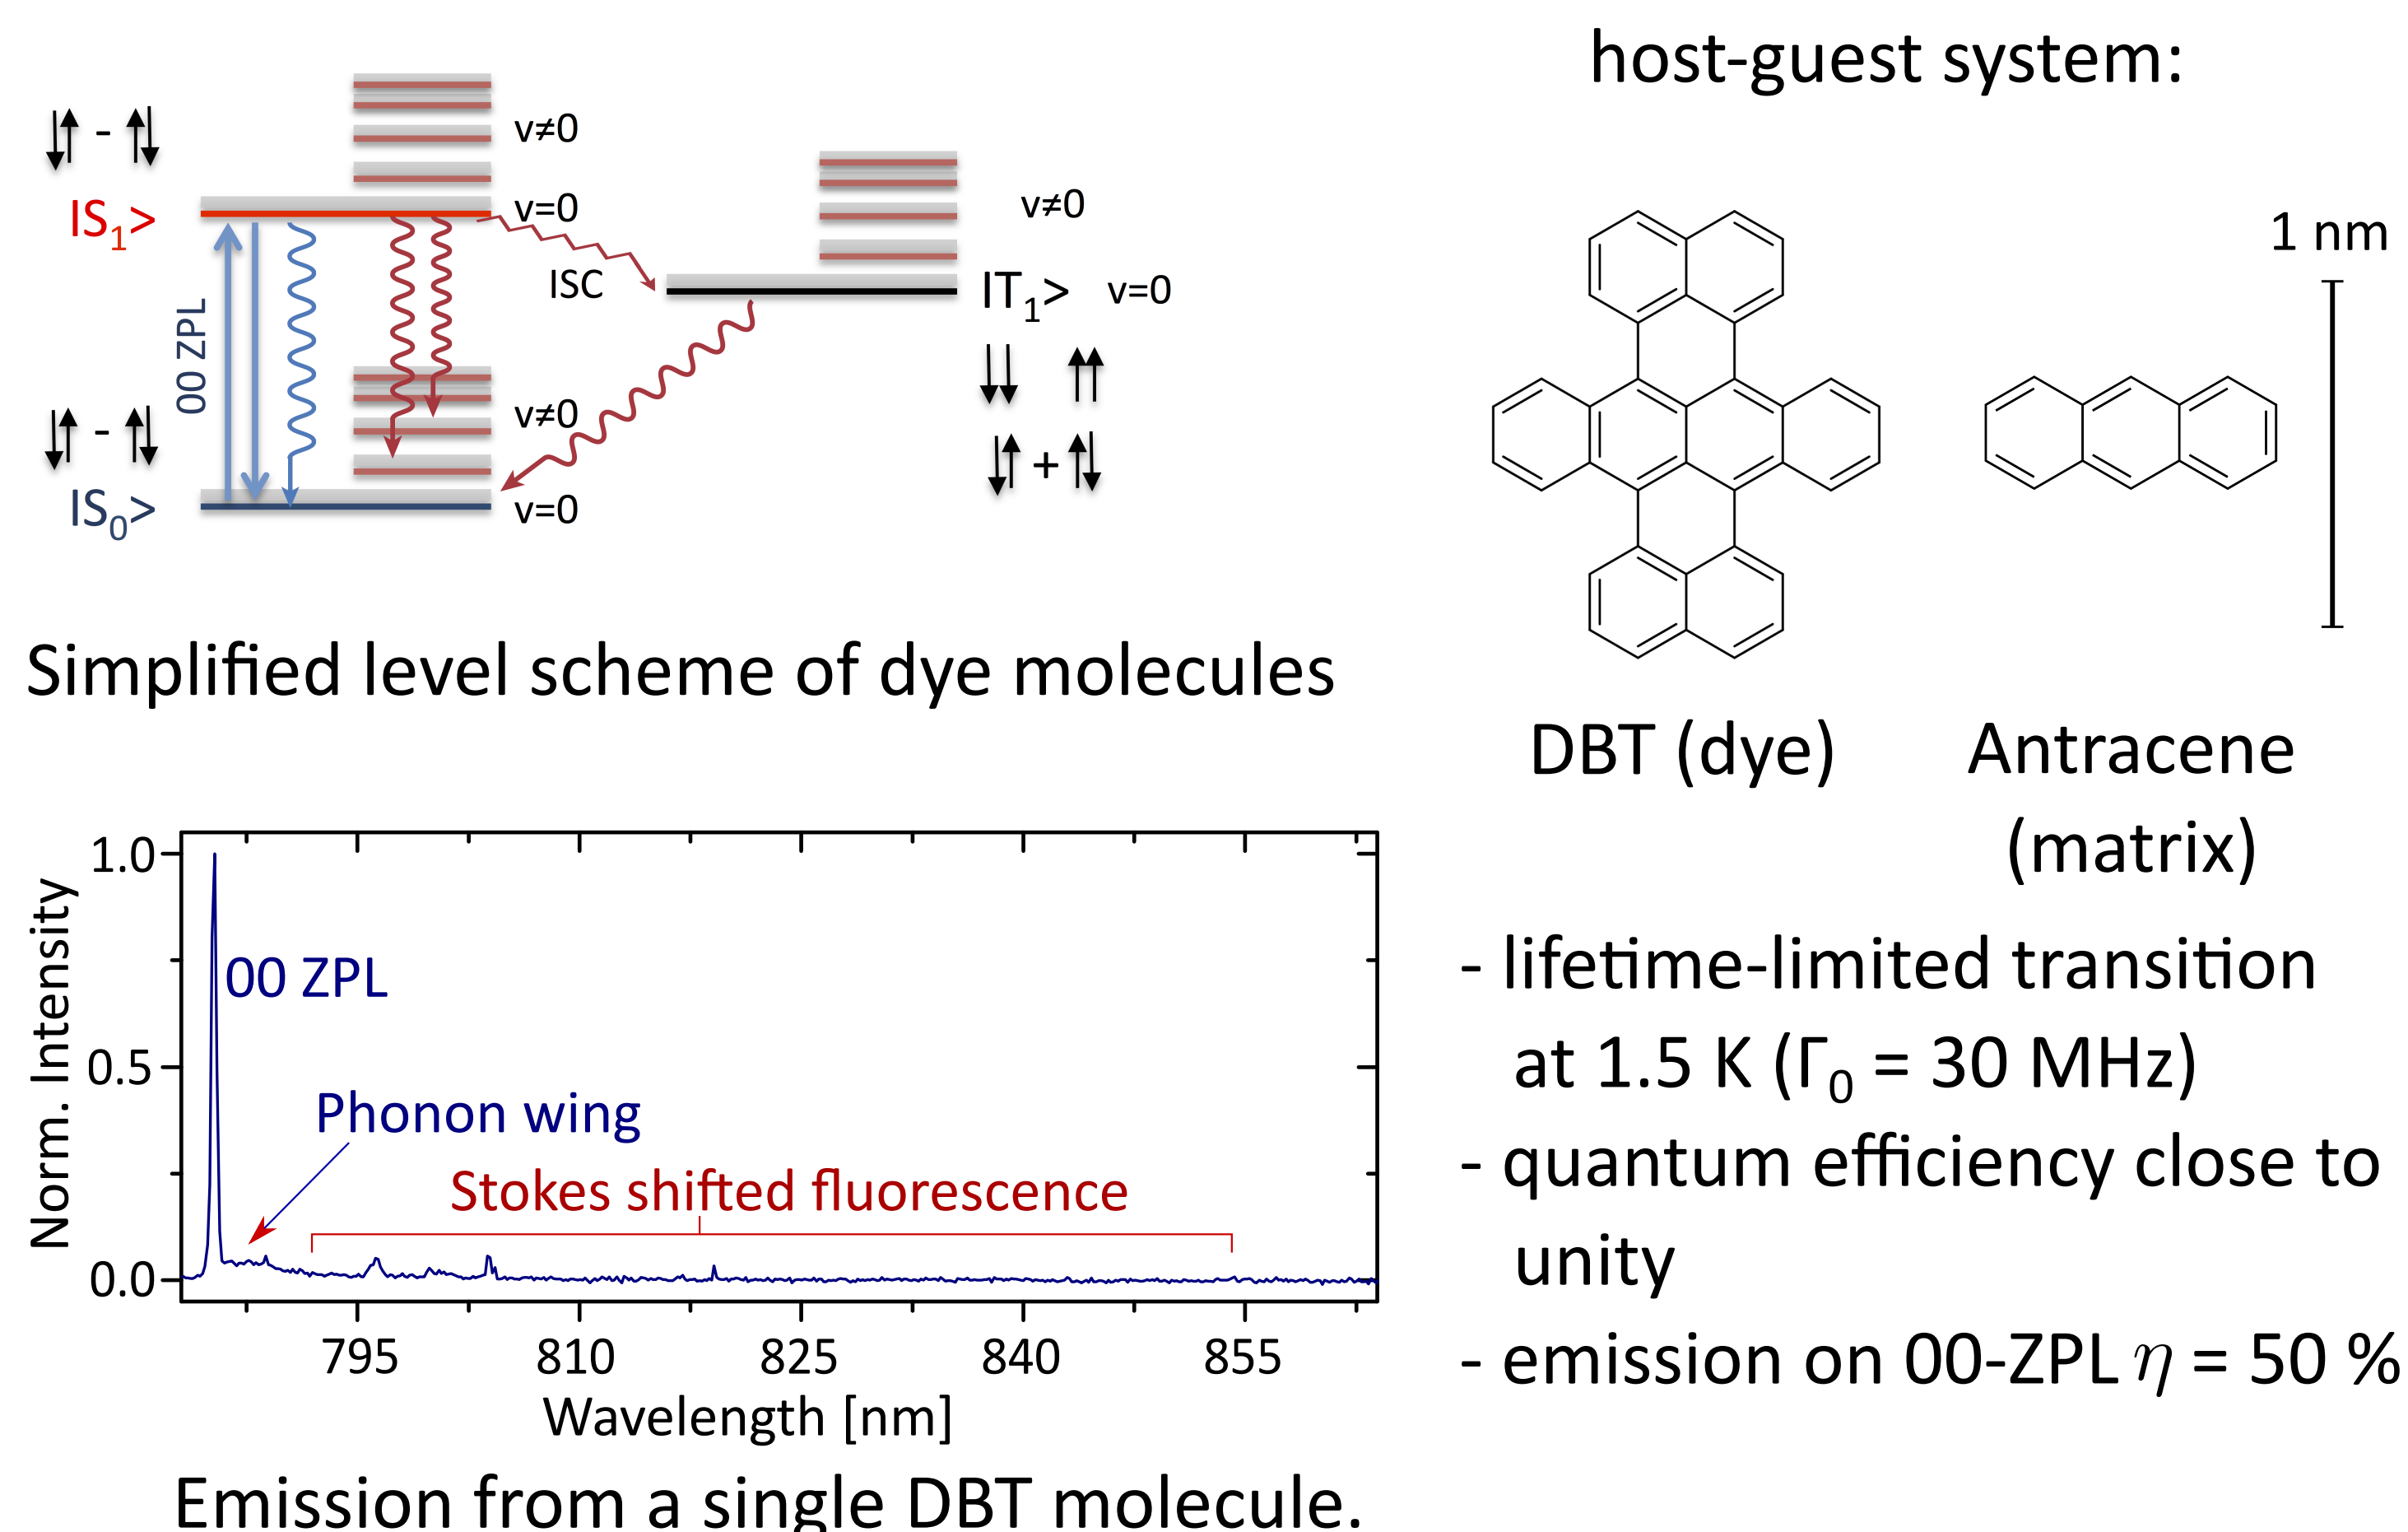 host-guest system:
v≠0
v=0
IS1>
00 ZPL
ISC
v≠0
IT1> v=0
v≠0
IS0>
v=0
-
-
+
1 nm
Simplified level scheme of dye molecules
DBT (dye)
Antracene
(matrix)
1.0
0.5
0.0
Norm. Intensity
00 ZPL
Phonon wing
Stokes shifted fluorescence
795 810 825 840 855
Wavelength [nm]
Emission from a single DBT molecule.
- lifetime-limited transition
at 1.5 K (Γ0 = 30 MHz)
- quantum efficiency close to
unity
- emission on 00-ZPL η = 50 %